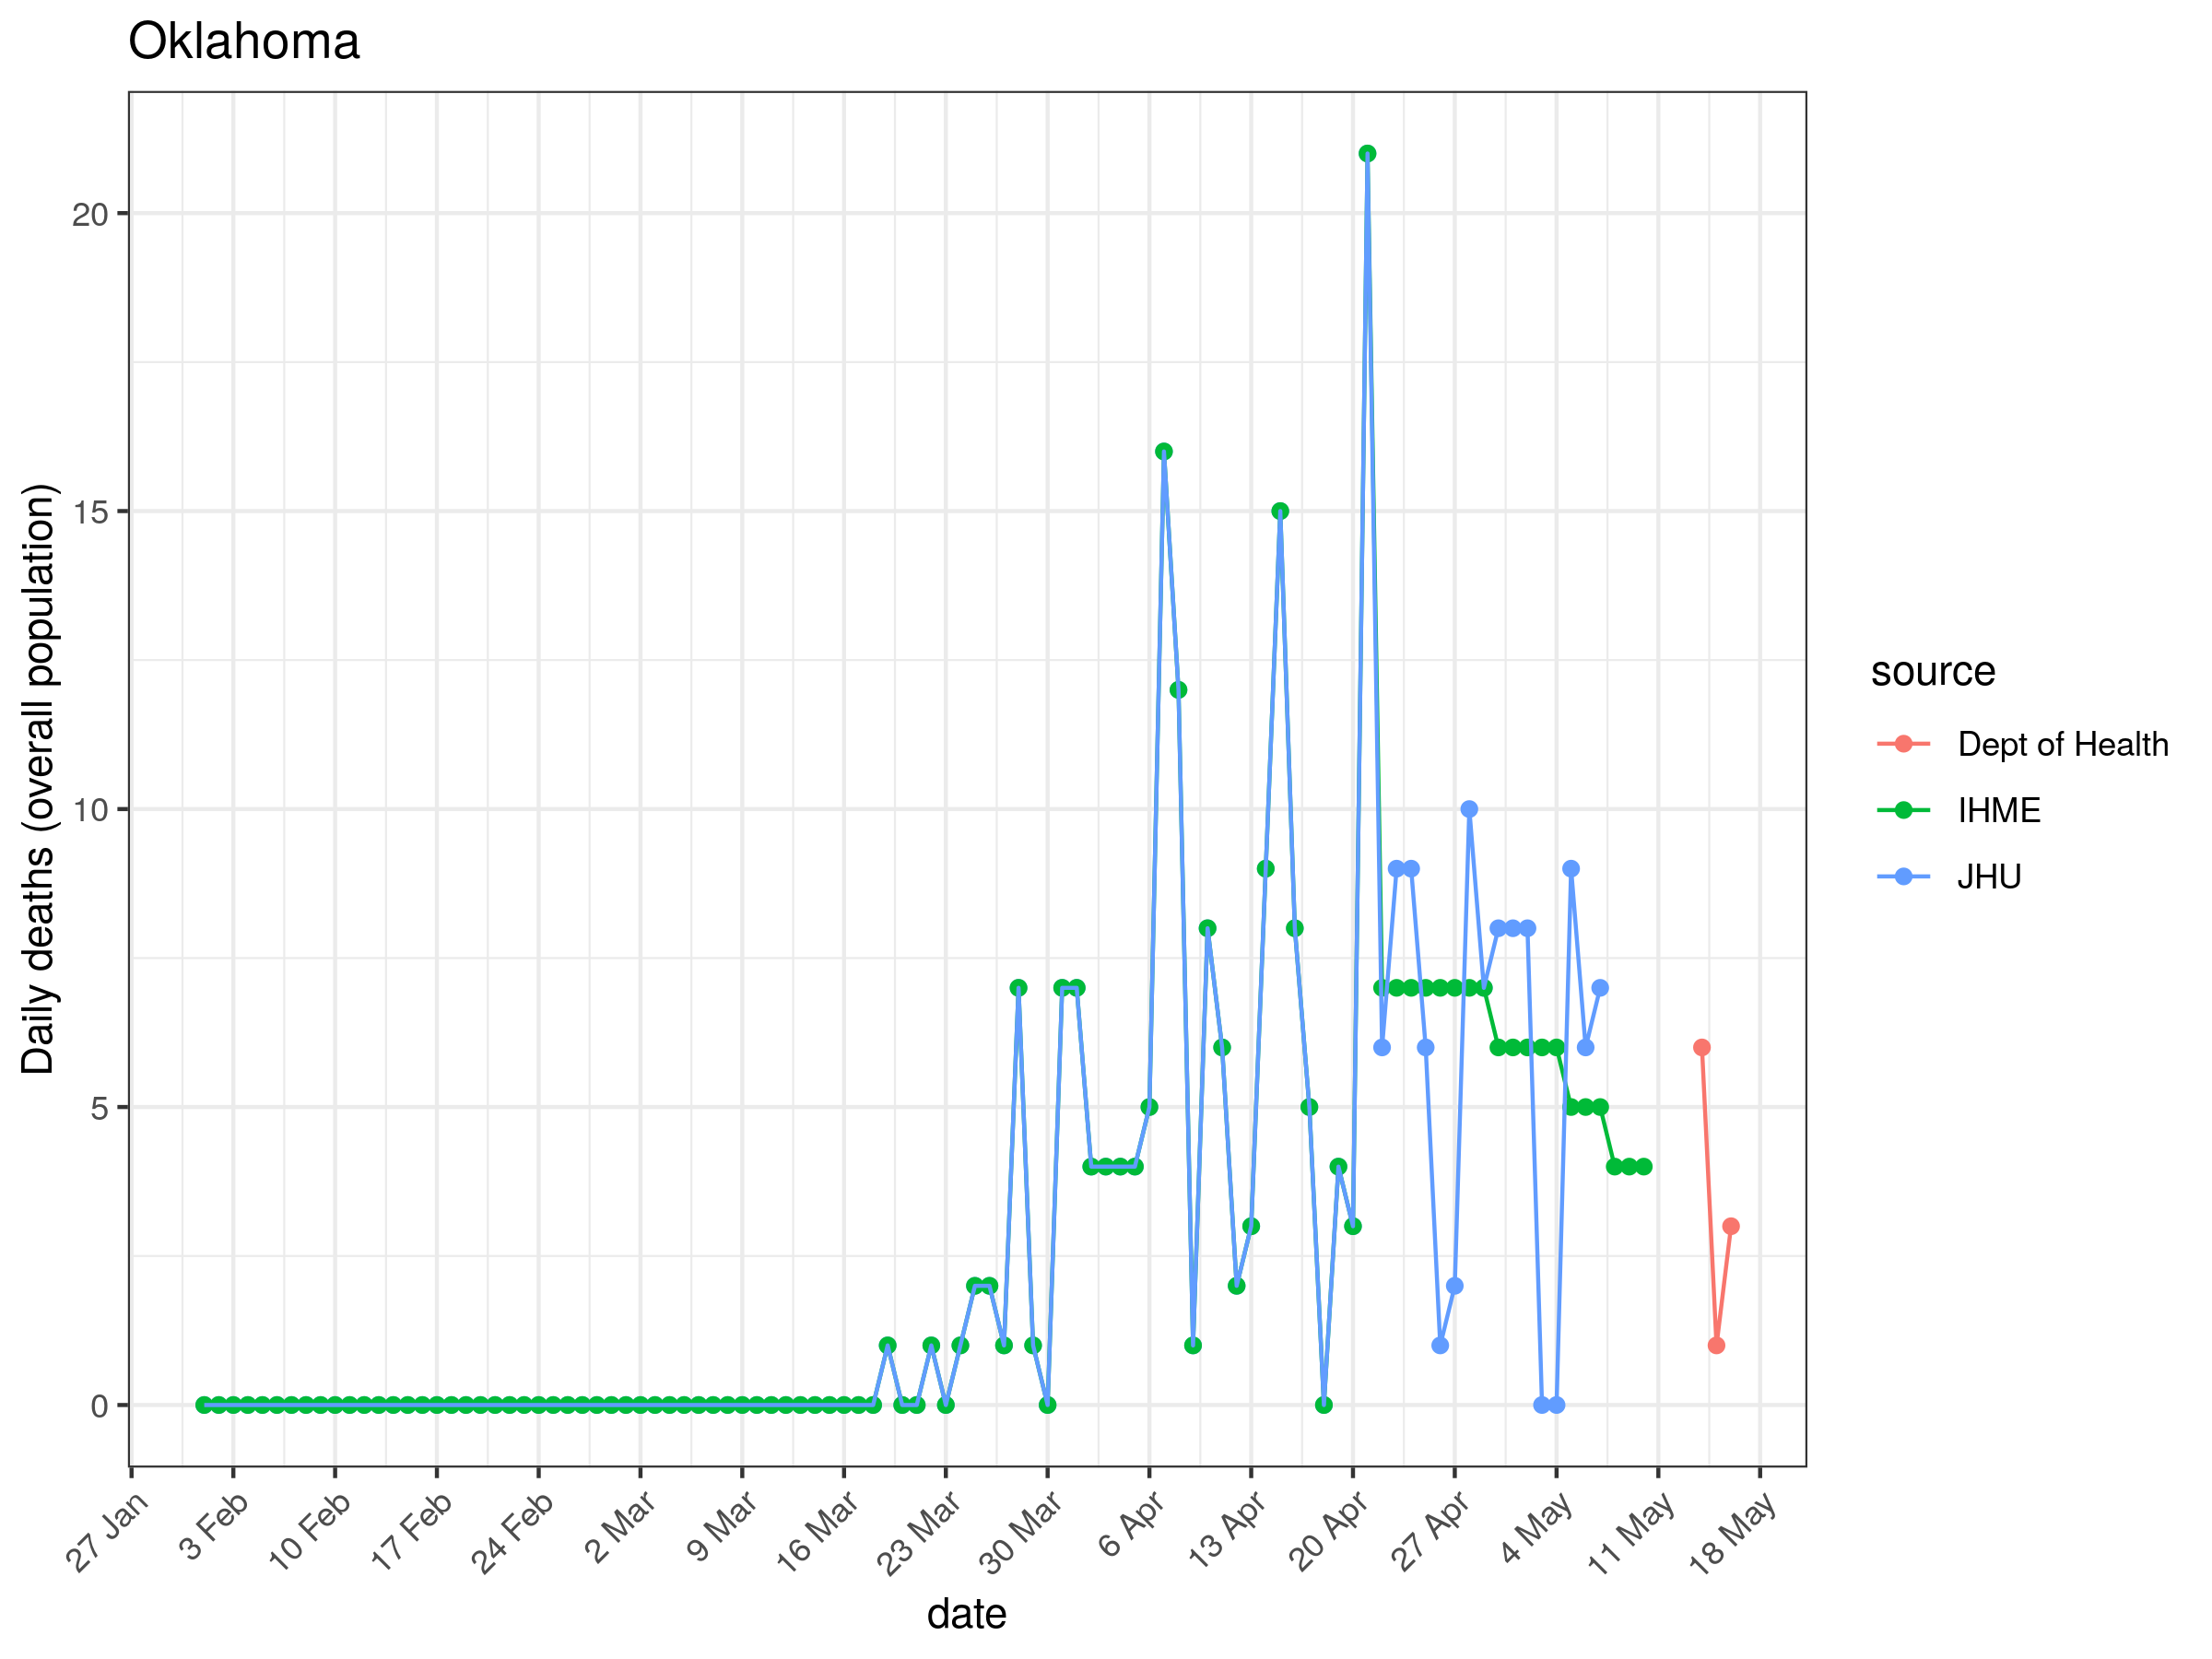 Oklahoma
Daily deaths (overall population)
20
15
10
5
0
27 Jan
3 Feb
10 Feb
17 Feb
24 Feb
2 Mar
9 Mar
16 Mar
23 Mar
30 Mar
6 Apr
13 Apr
20 Apr
27 Apr
4 May
11 May
18 May
date
source
Dept of Health
IHME
JHU